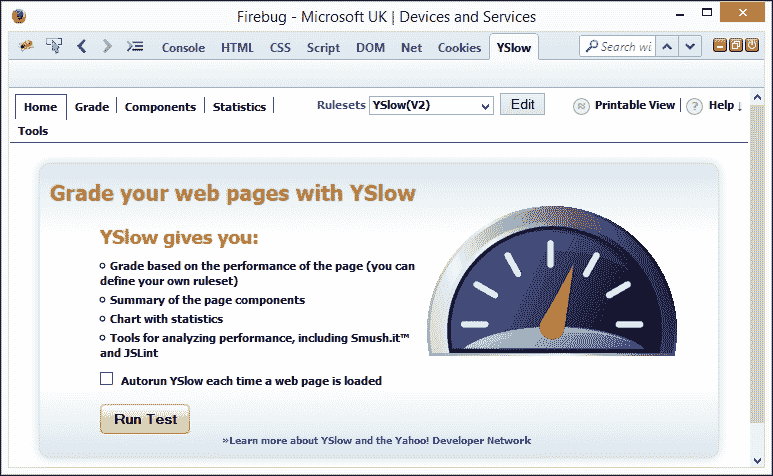 Firebug - Microsoft UK | Devices and Services
Console HTML CSS Script DOM Net Cookies YSlow Search wi
Home Grade Components Statistics Rulesets YSlow(V2) Edit Printable View Help ↓
Tools
Grade your web pages with YSlow
YSlow gives you:
Grade based on the performance of the page (you can
define your own ruleset)
Summary of the page components
Chart with statistics
Tools for analyzing performance, including Smush.it™
and JSLint
Autorun YSlow each time a web page is loaded
Run Test
»Learn more about YSlow and the Yahoo! Developer Network